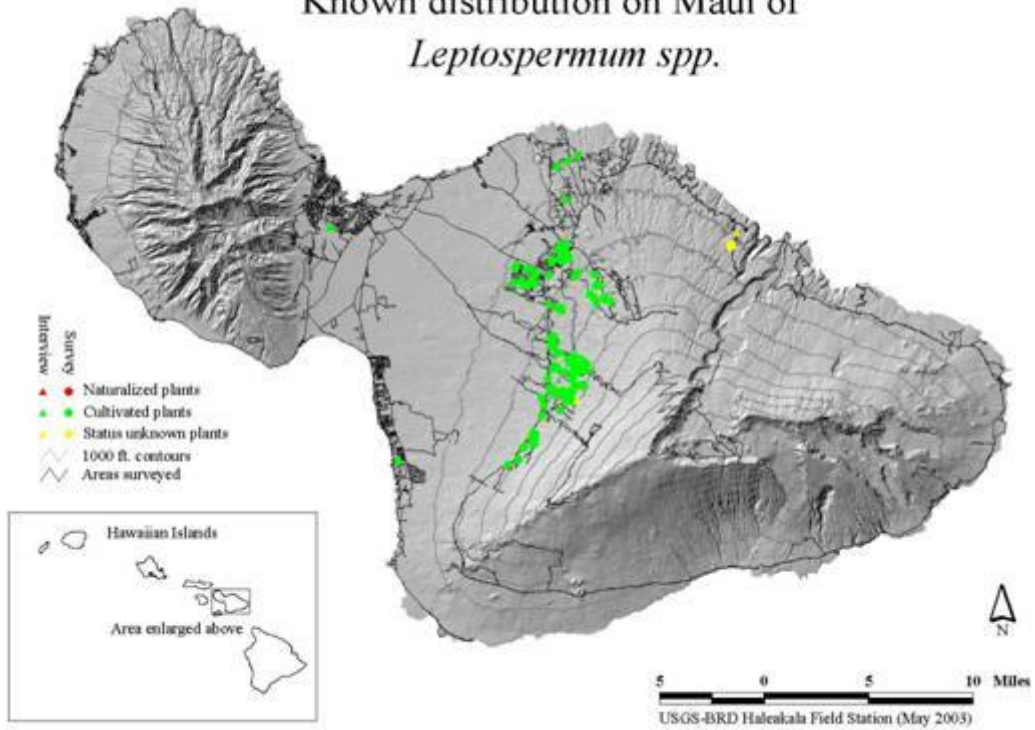 Known distribution on Maui of
Leptospermum spp.
Interview
Survey
Naturalized plants
Cultivated plants
Status unknown plants
1000 ft. contours
Areas surveyed
Hawaiian Islands
Area enlarged above
N
5 0 5 10 Miles
USGS-BRD Haleakala Field Station (May 2003)